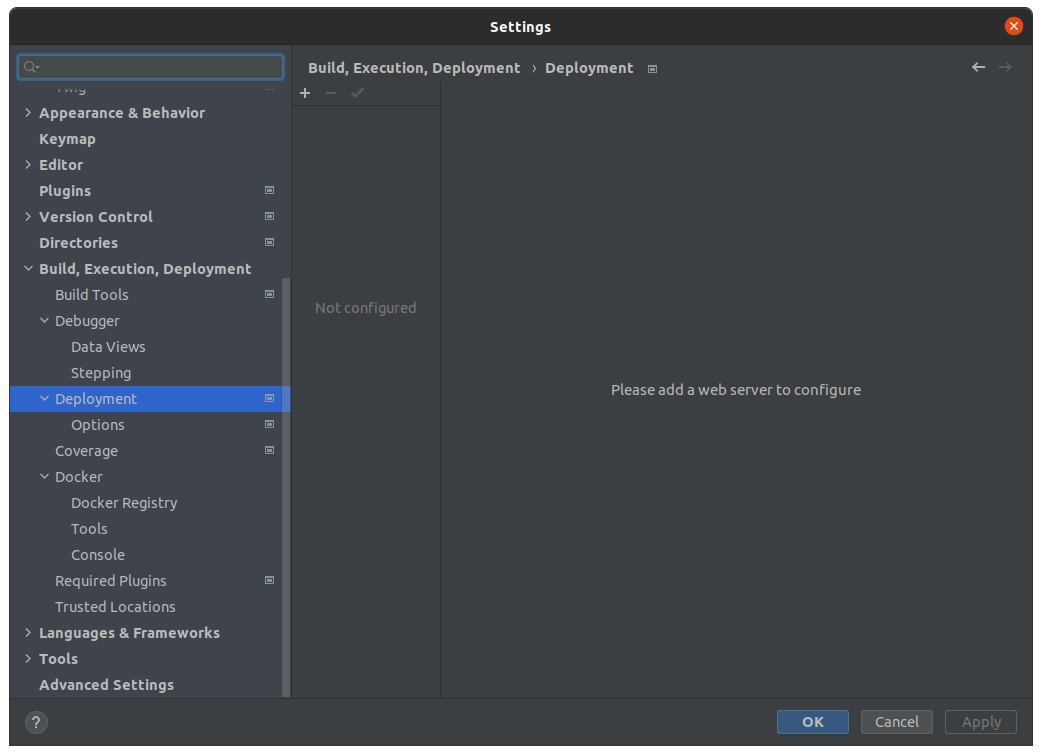 Settings
Build, Execution, Deployment › Deployment
Appearance & Behavior
Keymap
Editor
Plugins
Version Control
Directories
Build, Execution, Deployment
Build Tools
Debugger
Data Views
Stepping
Deployment
Options
Coverage
Docker
Docker Registry
Tools
Console
Required Plugins
Trusted Locations
Languages & Frameworks
Tools
Advanced Settings
Not configured
Please add a web server to configure
?
OK
Cancel
Apply